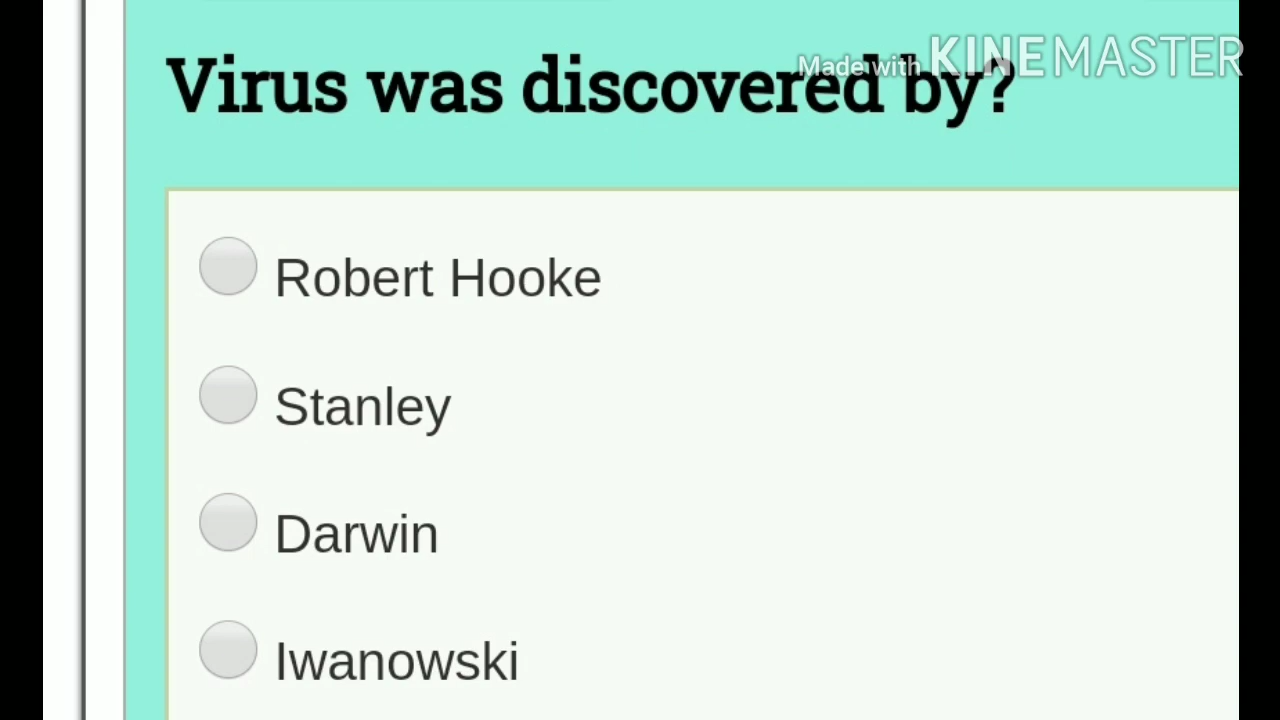 Made with KINEMASTER
Virus was discovered by?
Robert Hooke
Stanley
Darwin
Iwanowski